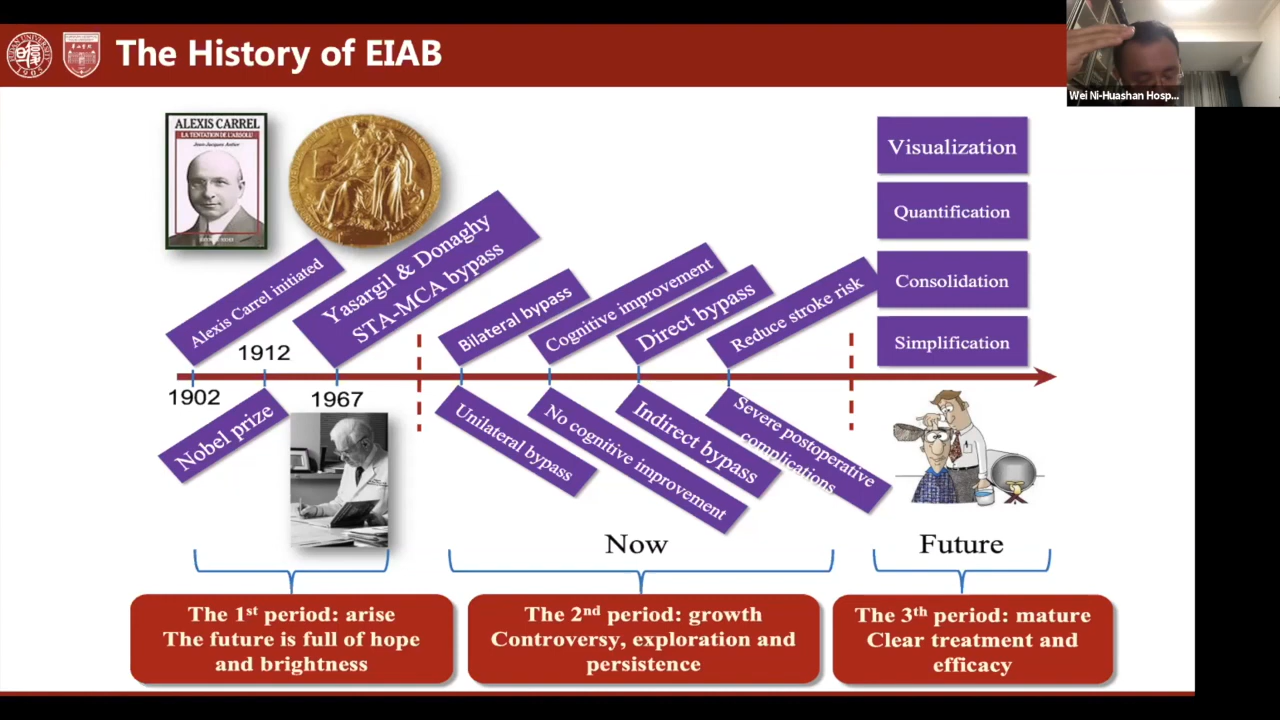 The History of EIAB
Wei Ni-Huashan Hosp...
ALEXIS CARREL
LA TENTATION DE L'ABSOLU
Jean-Jacques Antier
Alexis Carrel initiated
Yasargil & Donaghy
STA-MCA bypass
Bilateral bypass
Cognitive improvement
Direct bypass
Reduce stroke risk
Visualization
Quantification
Consolidation
Simplification
1912
1902
1967
Nobel prize
Unilateral bypass
No cognitive improvement
Indirect bypass
Severe postoperative
complications
Now
Future
The 1st period: arise
The future is full of hope
and brightness
The 2nd period: growth
Controversy, exploration and
persistence
The 3th period: mature
Clear treatment and
efficacy